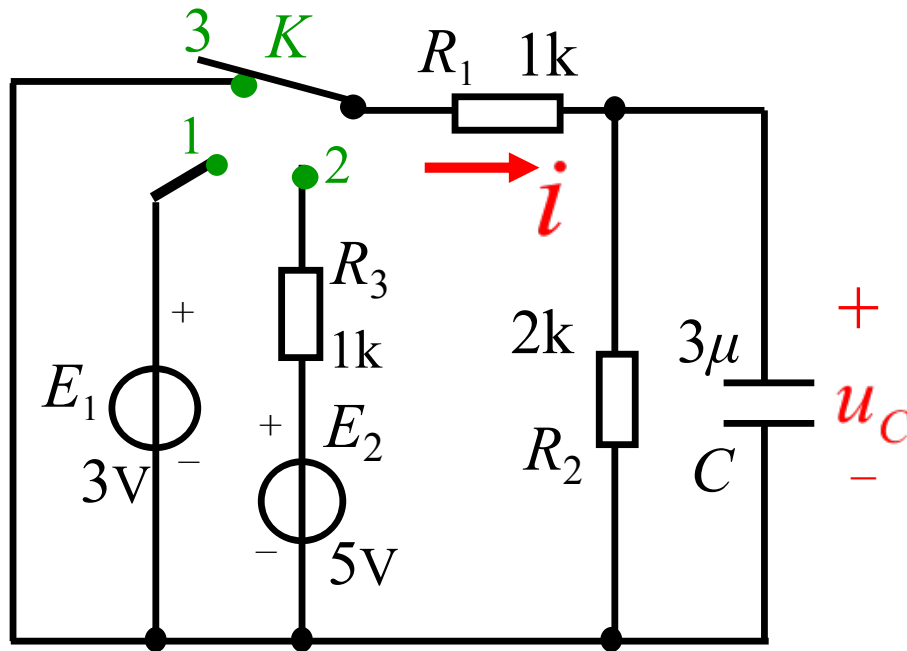 3 K
R1 1k
1
2
i
R3
1k
+
E1
3V
−
+
E2
−
5V
2k
R2
3μ
C
+
uC
−